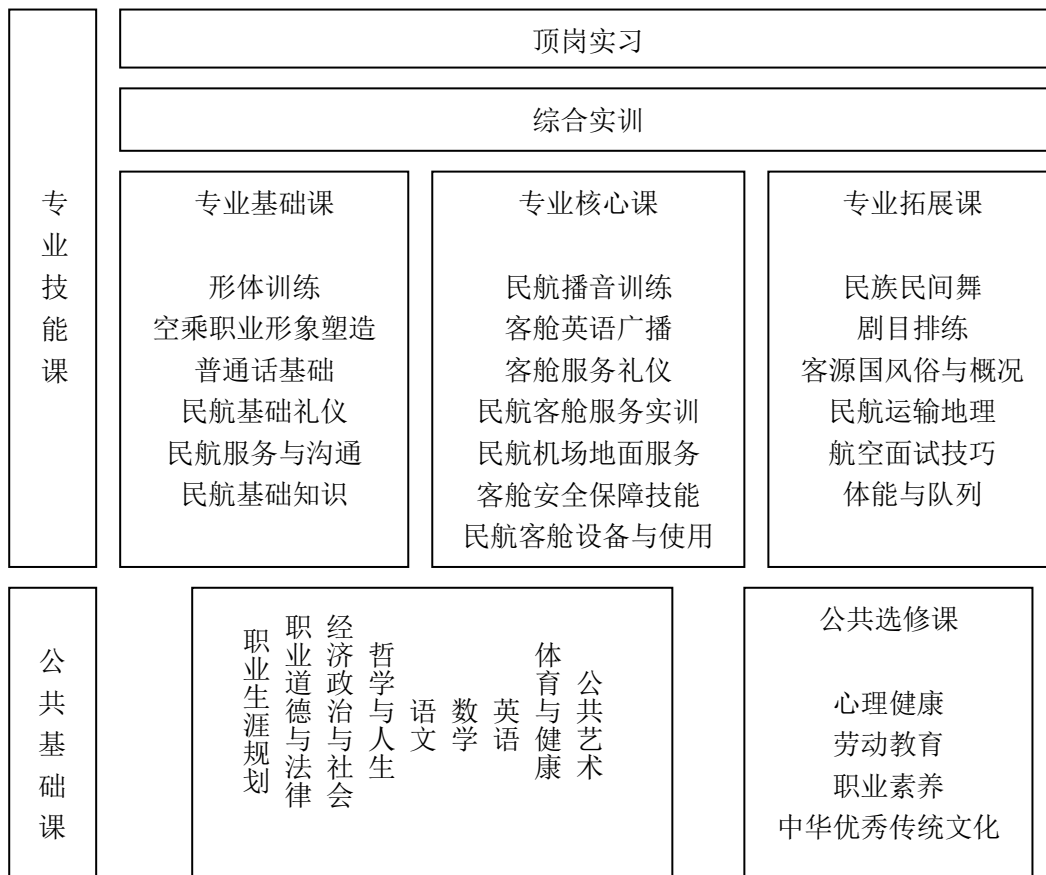 专业技能课
顶岗实习
综合实训
专业基础课
形体训练
空乘职业形象塑造
普通话基础
民航基础礼仪
民航服务与沟通
民航基础知识
专业核心课
民航播音训练
客舱英语广播
客舱服务礼仪
民航客舱服务实训
民航机场地面服务
客舱安全保障技能
民航客舱设备与使用
专业拓展课
民族民间舞
剧目排练
客源国风俗与概况
民航运输地理
航空面试技巧
体能与队列
公共基础课
职业生涯规划
职业道德与法律
经济政治与社会
哲学与人生
语文
数学
英语
体育与健康
公共艺术
公共选修课
心理健康
劳动教育
职业素养
中华优秀传统文化